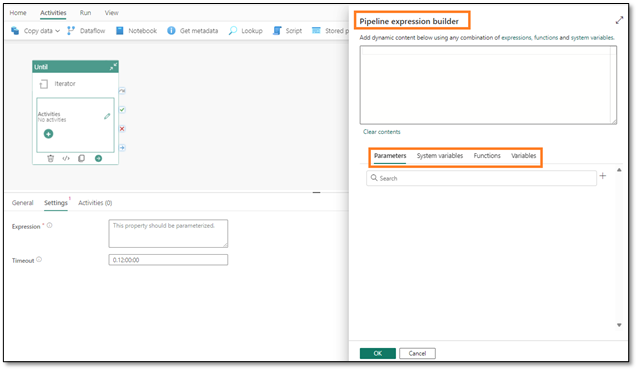 Home Activities Run View
Copy data Dataflow Notebook Get metadata Lookup Script Stored p
Until
Iterator
Activities
No activities
General Settings 1 Activities (0)
Expression * This property should be parameterized.
Timeout 0.12:00:00
Pipeline expression builder
Add dynamic content below using any combination of expressions, functions and system variables.
Clear contents
Parameters System variables Functions Variables
Search
OK Cancel